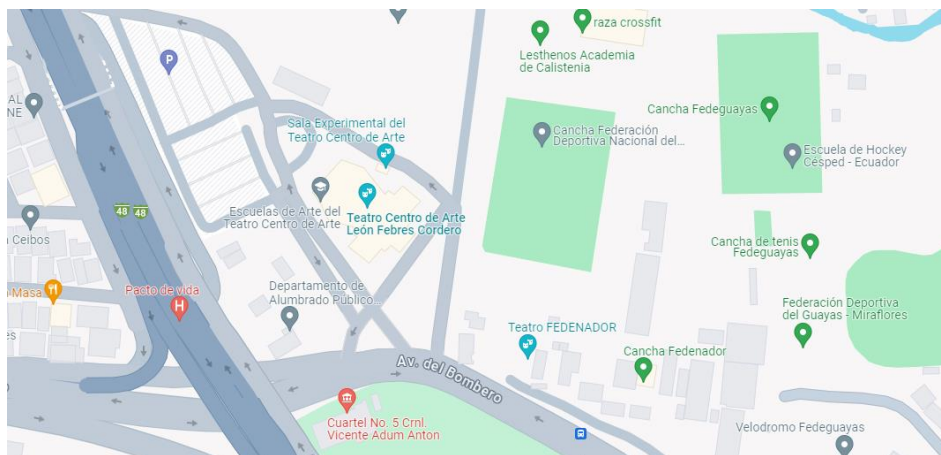 raza crossfit
Lesthenos Academia
de Calistenia
P
AL
NE
Sala Experimental del
Teatro Centro de Arte
Cancha Federación
Deportiva Nacional del...
Cancha Fedeguayas
Escuela de Hockey
Césped - Ecuador
48 48
Ceibos
Escuelas de Arte del
Teatro Centro de Arte
Teatro Centro de Arte
León Febres Cordero
Cancha de tenis
Fedeguayas
Masa
Pacto de vida
H
Departamento de
Alumbrado Público...
Federación Deportiva
del Guayas - Miraflores
Teatro FEDENADOR
Cancha Fedenador
Av. del Bombero
Cuartel No. 5 Crnl.
Vicente Adum Anton
Velodromo Fedeguayas